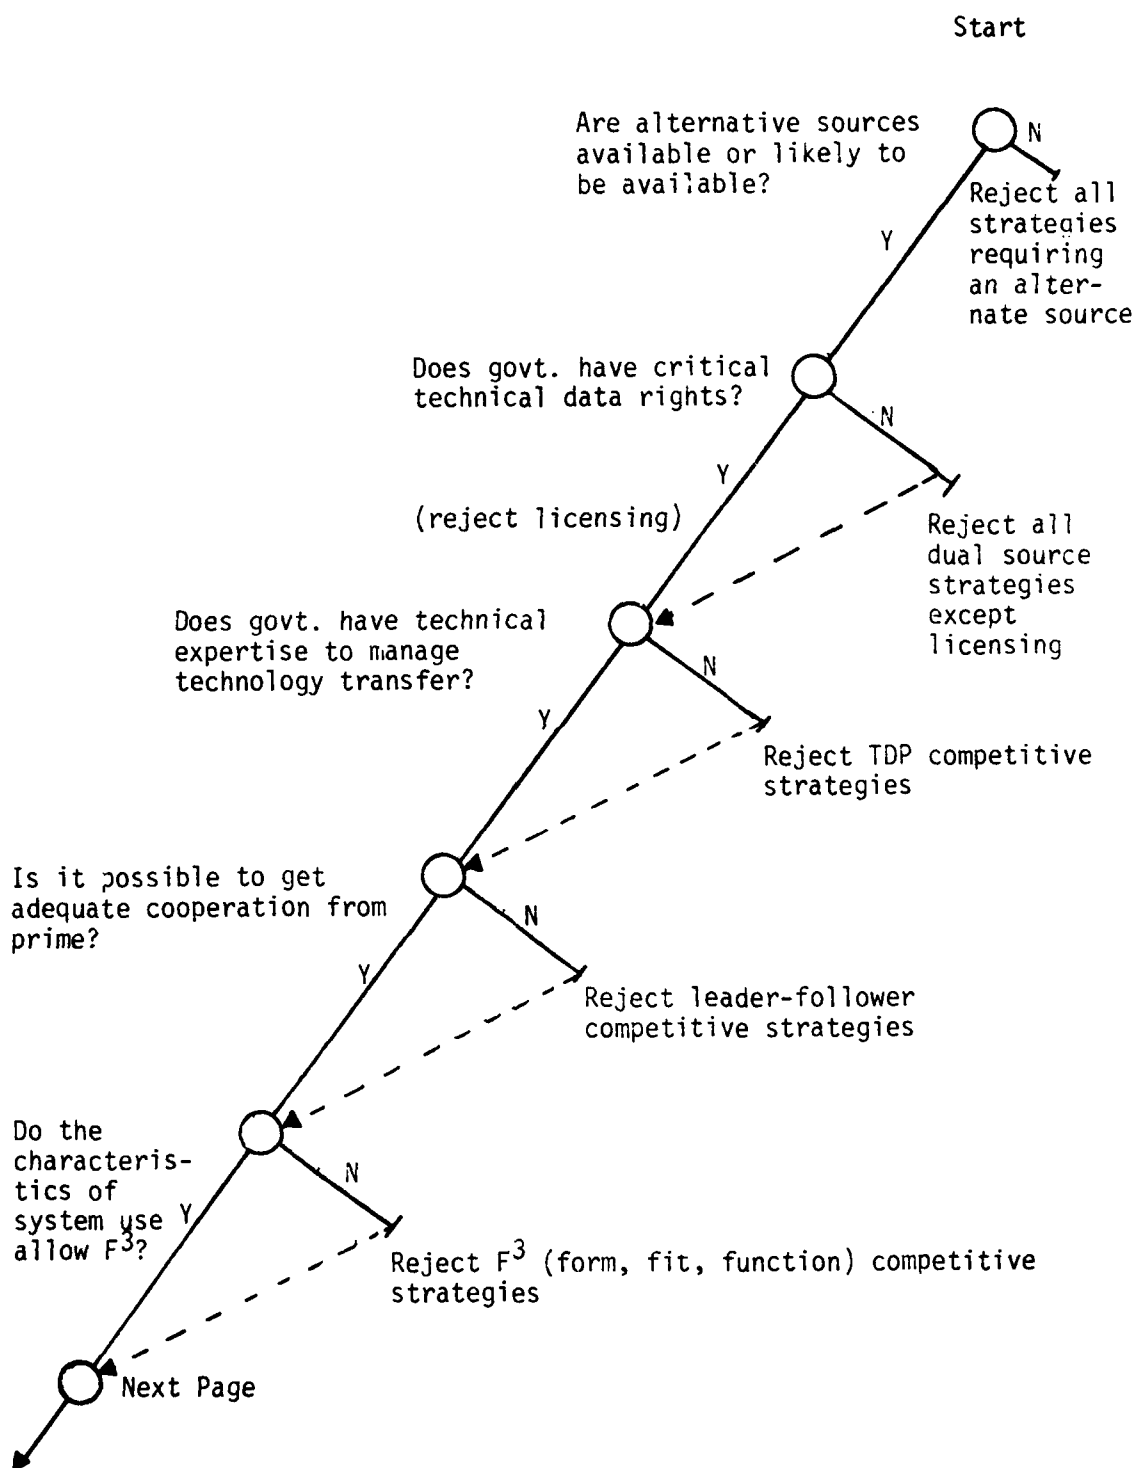 Start
Are alternative sources
available or likely to
be available?
N
Reject all
strategies
requiring
an alter-
nate source
Y
Does govt. have critical
technical data rights?
N
Y
(reject licensing)
Reject all
dual source
strategies
except
licensing
Does govt. have technical
expertise to manage
technology transfer?
N
Y
Reject TDP competitive
strategies
Is it possible to get
adequate cooperation from
prime?
N
Y
Reject leader-follower
competitive strategies
Do the
characteris-
tics of
system use
allow F³?
N
Y
Reject F³ (form, fit, function) competitive
strategies
Next Page